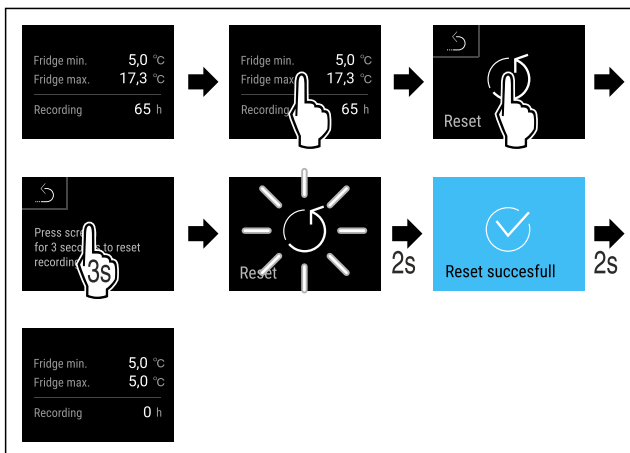 Fridge min. 5,0 °C
Fridge max. 17,3 °C
Recording 65 h
Fridge min. 5,0 °C
Fridge max 17,3 °C
Recording 65 h
Reset
Press scre
for 3 seconds to reset
recording
3s
Reset
2s
Reset succesfull
2s
Fridge min. 5,0 °C
Fridge max. 5,0 °C
Recording 0 h